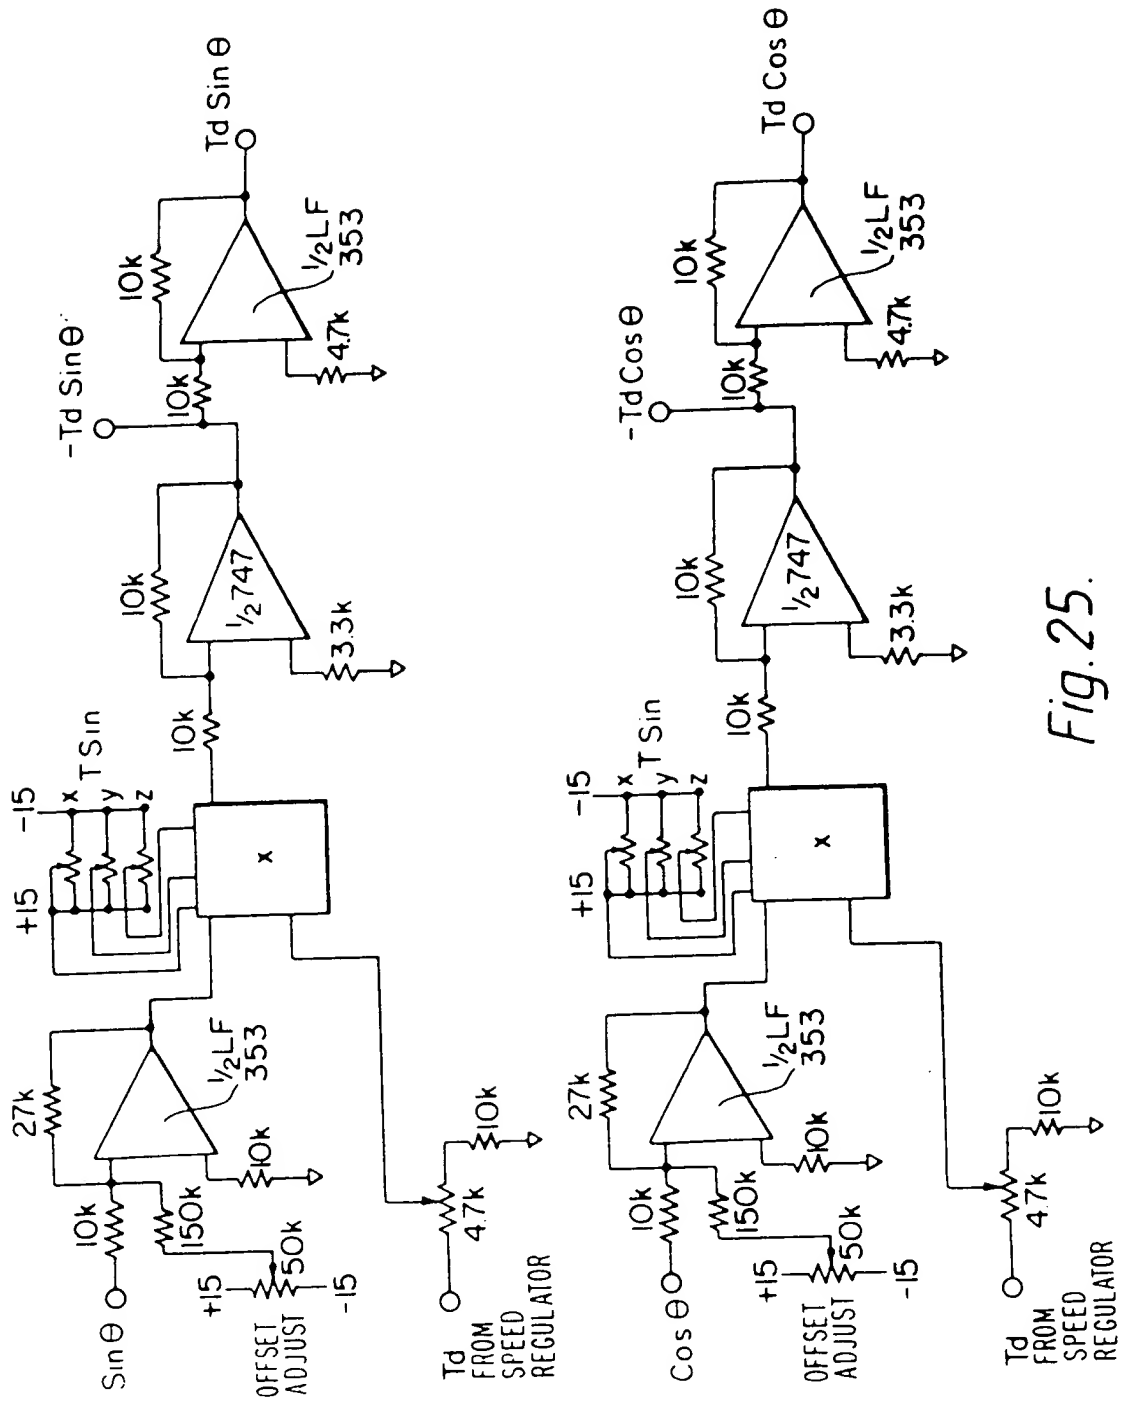 Sin θ
10k
27k
150k
+15
50k
-15
OFFSET
ADJUST
10k
1/2 LF
353
+15
-15
x
y
z
T Sin
x
Td
FROM
SPEED
REGULATOR
4.7k
10k
10k
10k
1/2 747
3.3k
-Td Sin θ
10k
10k
1/2 LF
353
4.7k
Td Sin θ
Cos θ
10k
27k
150k
+15
50k
-15
OFFSET
ADJUST
10k
1/2 LF
353
+15
-15
x
y
z
T Sin
x
Td
FROM
SPEED
REGULATOR
4.7k
10k
10k
10k
1/2 747
3.3k
-Td Cos θ
10k
10k
1/2 LF
353
4.7k
Td Cos θ
Fig. 25.